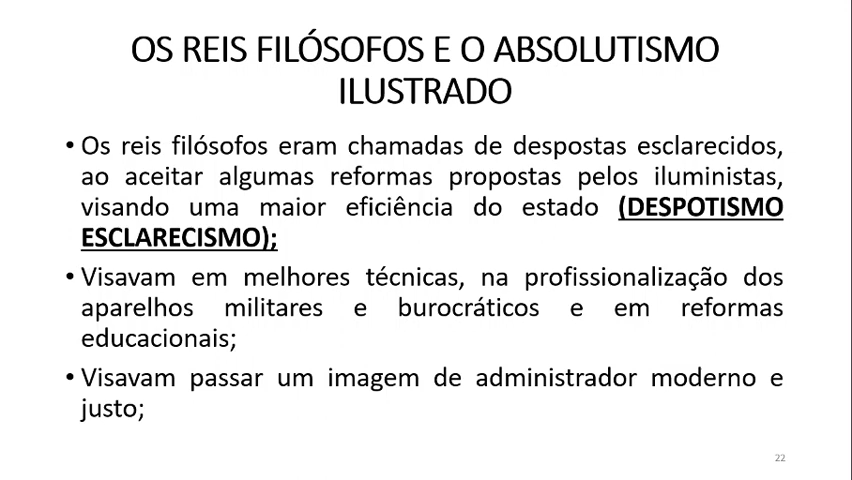 OS REIS FILÓSOFOS E O ABSOLUTISMO
ILUSTRADO
• Os reis filósofos eram chamadas de despostas esclarecidos,
ao aceitar algumas reformas propostas pelos iluministas,
visando uma maior eficiência do estado (DESPOTISMO
ESCLARECISMO);
• Visavam em melhores técnicas, na profissionalização dos
aparelhos militares e burocráticos e em reformas
educacionais;
• Visavam passar um imagem de administrador moderno e
justo;
22